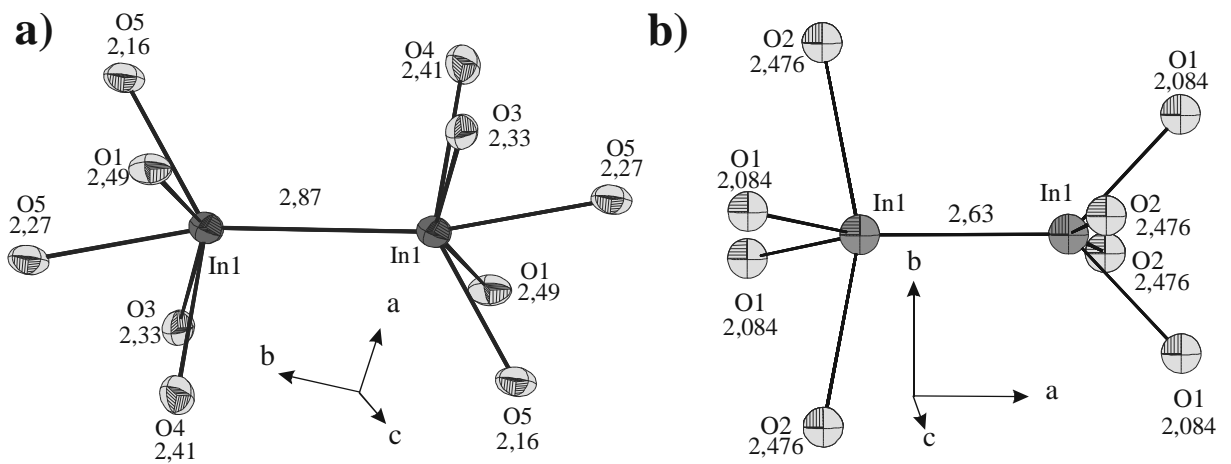 a)
O5
2,16
O1
2,49
O5
2,27
In1
O3
2,33
O4
2,41
2,87
O4
2,41
O3
2,33
O5
2,27
In1
O1
2,49
O5
2,16
a
b
c
b)
O2
2,476
O1
2,084
In1
O1
2,084
O2
2,476
2,63
O1
2,084
In1
O2
2,476
O2
2,476
O1
2,084
b
a
c